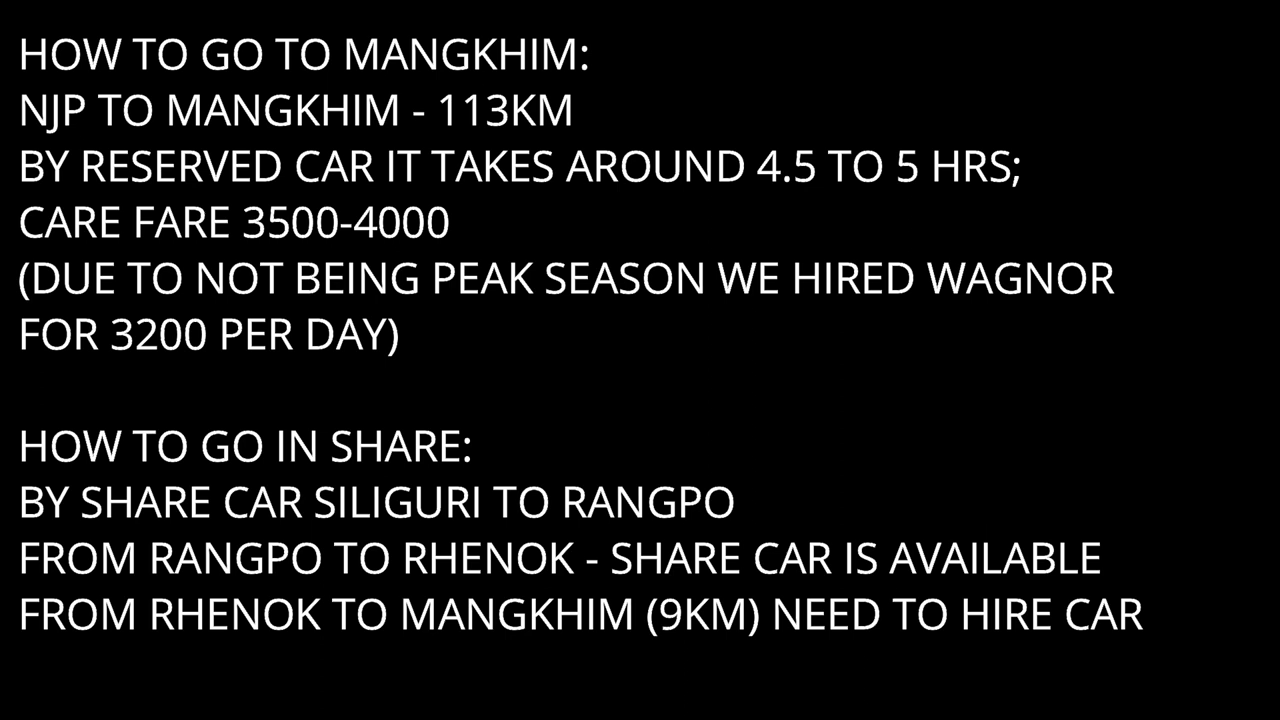 HOW TO GO TO MANGKHIM:
NJP TO MANGKHIM - 113KM
BY RESERVED CAR IT TAKES AROUND 4.5 TO 5 HRS;
CARE FARE 3500-4000
(DUE TO NOT BEING PEAK SEASON WE HIRED WAGNOR
FOR 3200 PER DAY)
HOW TO GO IN SHARE:
BY SHARE CAR SILIGURI TO RANGPO
FROM RANGPO TO RHENOK - SHARE CAR IS AVAILABLE
FROM RHENOK TO MANGKHIM (9KM) NEED TO HIRE CAR